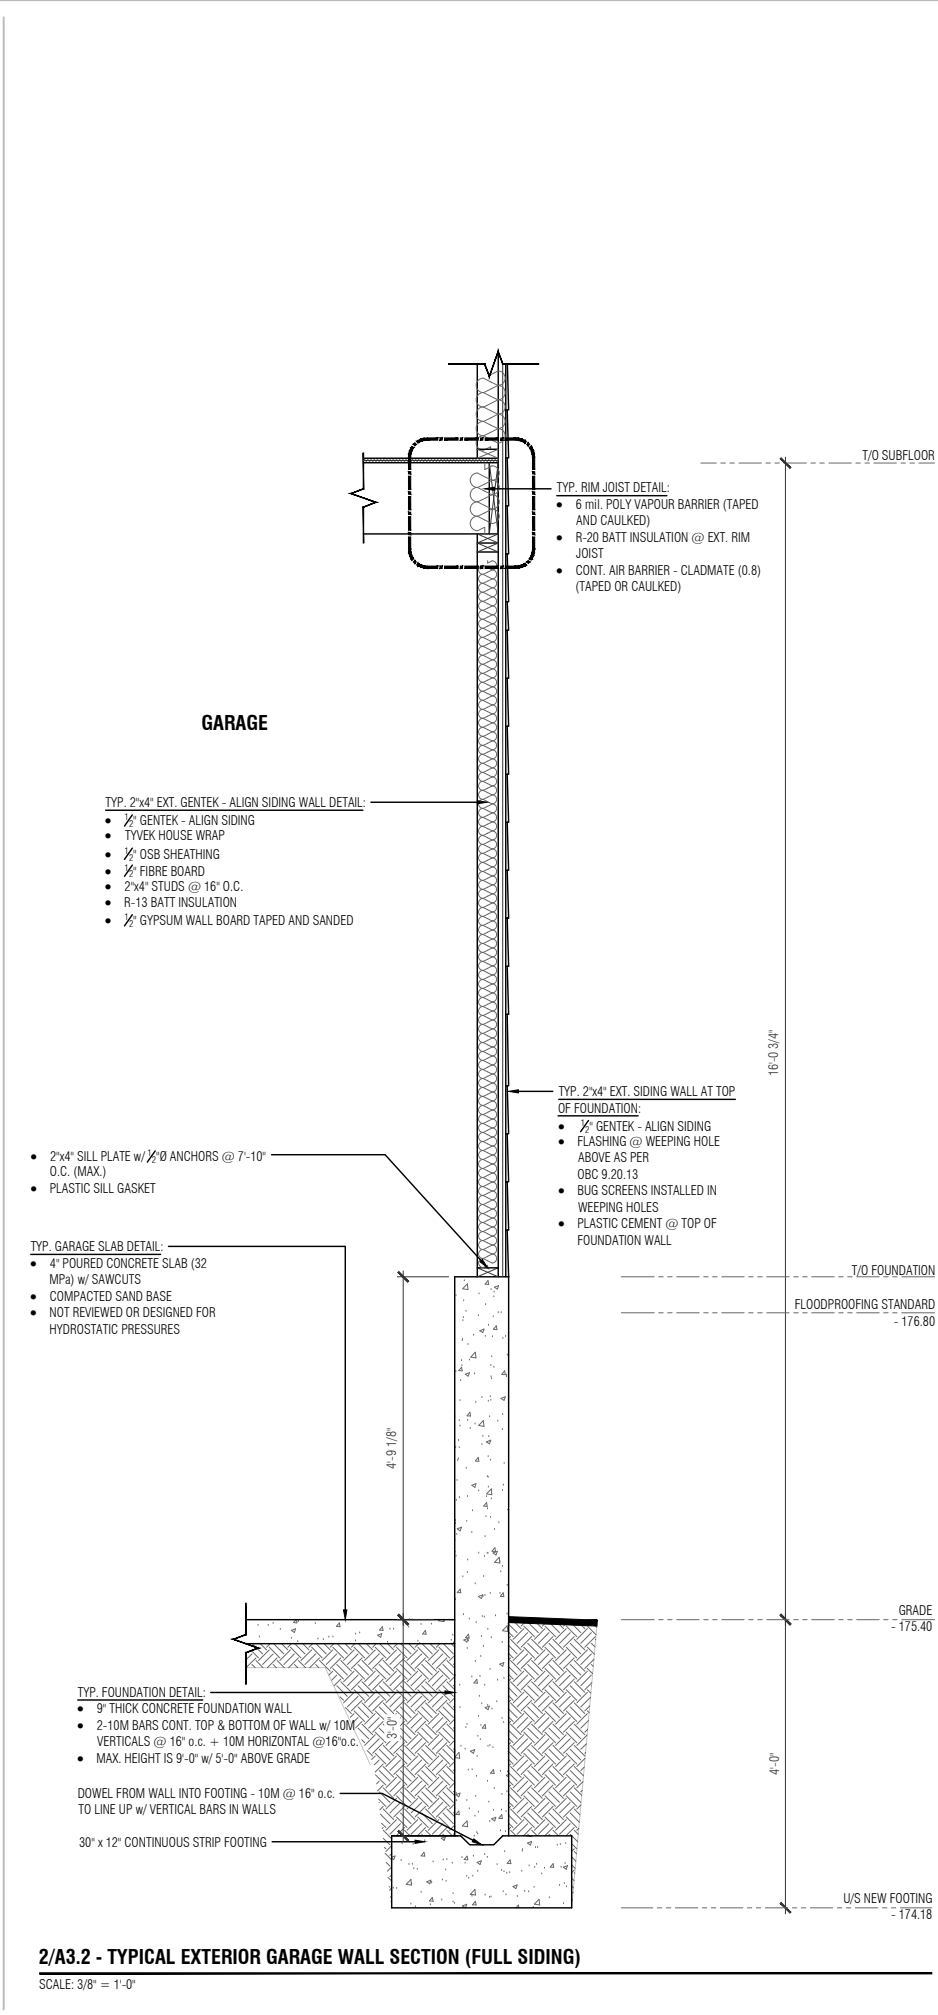 T/O SUBFLOOR
TYP. RIM JOIST DETAIL:
• 6 mil. POLY VAPOUR BARRIER (TAPED
AND CAULKED)
• R-20 BATT INSULATION @ EXT. RIM
JOIST
• CONT. AIR BARRIER - CLADMATE (0.8)
(TAPED OR CAULKED)
GARAGE
TYP. 2"x4" EXT. GENTEK - ALIGN SIDING WALL DETAIL:
• 1/2" GENTEK - ALIGN SIDING
• TYVEK HOUSE WRAP
• 1/2" OSB SHEATHING
• 1/2" FIBRE BOARD
• 2"x4" STUDS @ 16" O.C.
• R-13 BATT INSULATION
• 1/2" GYPSUM WALL BOARD TAPED AND SANDED
16'-0 3/4"
TYP. 2"x4" EXT. SIDING WALL AT TOP
OF FOUNDATION:
• 1/2" GENTEK - ALIGN SIDING
• FLASHING @ WEEPING HOLE
ABOVE AS PER
OBC 9.20.13
• BUG SCREENS INSTALLED IN
WEEPING HOLES
• PLASTIC CEMENT @ TOP OF
FOUNDATION WALL
• 2"x4" SILL PLATE w/ 1/2"Ø ANCHORS @ 7'-10"
O.C. (MAX.)
• PLASTIC SILL GASKET
TYP. GARAGE SLAB DETAIL:
• 4" POURED CONCRETE SLAB (32
MPa) w/ SAWCUTS
• COMPACTED SAND BASE
• NOT REVIEWED OR DESIGNED FOR
HYDROSTATIC PRESSURES
T/O FOUNDATION
FLOODPROOFING STANDARD
- 176.80
4'-9 1/8"
GRADE
- 175.40
TYP. FOUNDATION DETAIL:
• 9" THICK CONCRETE FOUNDATION WALL
• 2-10M BARS CONT. TOP & BOTTOM OF WALL w/ 10M
VERTICALS @ 16" o.c. + 10M HORIZONTAL @16"o.c.
• MAX. HEIGHT IS 9'-0" w/ 5'-0" ABOVE GRADE
3'-0"
4'-0"
DOWEL FROM WALL INTO FOOTING - 10M @ 16" o.c.
TO LINE UP w/ VERTICAL BARS IN WALLS
30" x 12" CONTINUOUS STRIP FOOTING
U/S NEW FOOTING
- 174.18
2/A3.2 - TYPICAL EXTERIOR GARAGE WALL SECTION (FULL SIDING)
SCALE: 3/8" = 1'-0"